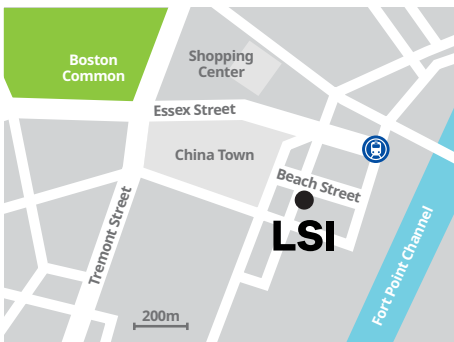 Boston
Common
Shopping
Center
Essex Street
China Town
Beach Street
LSI
Tremont Street
Fort Point Channel
200m